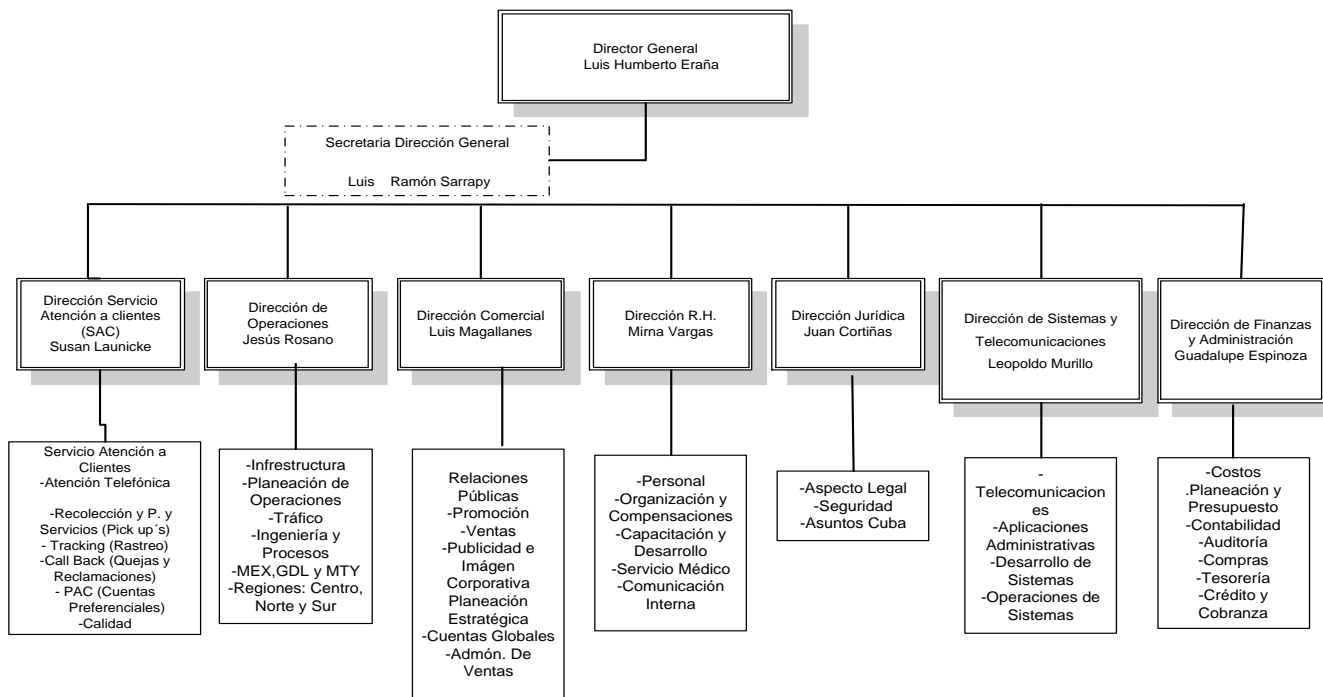 Director General
Luis Humberto Eraña
Secretaria Dirección General
Luis Ramón Sarrapy
Dirección Servicio
Atención a clientes
(SAC)
Susan Launicke
Dirección de
Operaciones
Jesús Rosano
Dirección Comercial
Luis Magallanes
Dirección R.H.
Mirna Vargas
Dirección Jurídica
Juan Cortiñas
Dirección de Sistemas y
Telecomunicaciones
Leopoldo Murillo
Dirección de Finanzas
y Administración
Guadalupe Espinoza
Servicio Atención a
Clientes
-Atención Telefónica
-Recolección y P. y
Servicios (Pick up´s)
- Tracking (Rastreo)
-Call Back (Quejas y
Reclamaciones)
- PAC (Cuentas
Preferenciales)
-Calidad
-Infrestructura
-Planeación de
Operaciones
-Tráfico
-Ingeniería y
Procesos
-MEX,GDL y MTY
-Regiones: Centro,
Norte y Sur
Relaciones
Públicas
-Promoción
-Ventas
-Publicidad e
Imágen
Corporativa
Planeación
Estratégica
-Cuentas Globales
-Admón. De
Ventas
-Personal
-Organización y
Compensaciones
-Capacitación y
Desarrollo
-Servicio Médico
-Comunicación
Interna
-Aspecto Legal
-Seguridad
-Asuntos Cuba
-
Telecomunicacion
es
-Aplicaciones
Administrativas
-Desarrollo de
Sistemas
-Operaciones de
Sistemas
-Costos
.Planeación y
Presupuesto
-Contabilidad
-Auditoría
-Compras
-Tesorería
-Crédito y
Cobranza